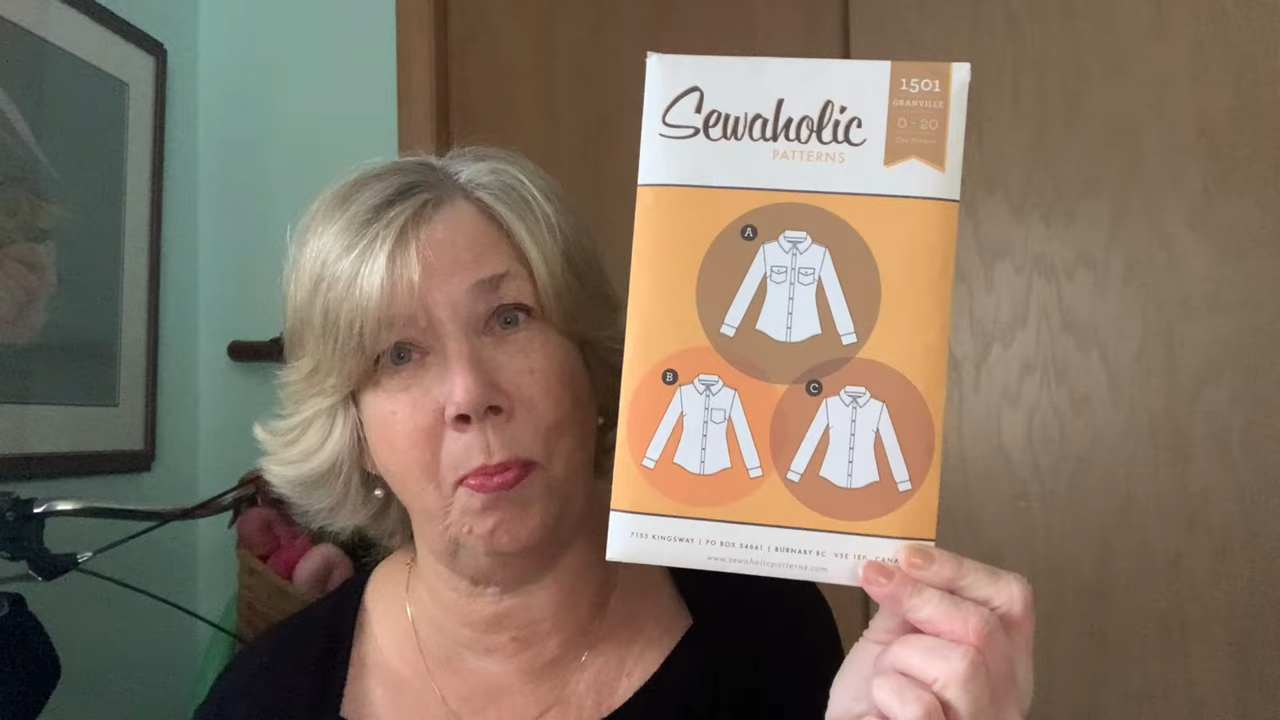 Sewaholic
PATTERNS
1501
GRANVILLE
0 - 20
A
B
C
7155 KINGSWAY | PO BOX 54661 | BURNABY BC V5E 1E0 CANA
www.sewaholicpatterns.com